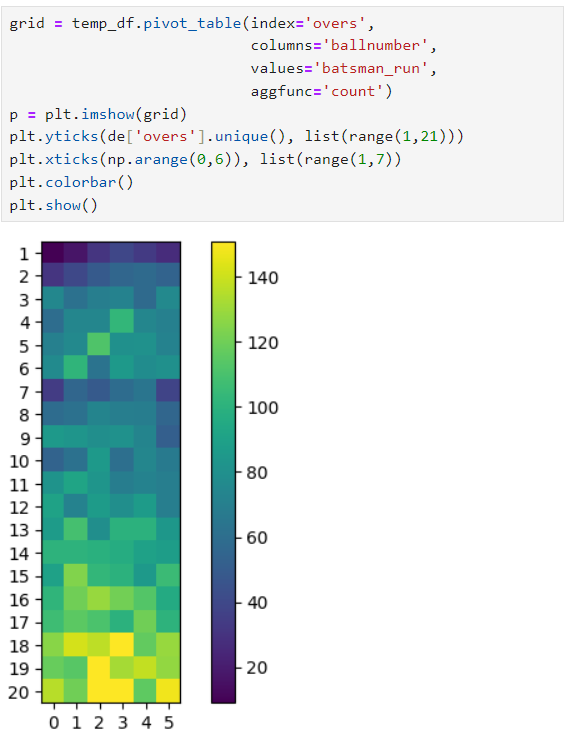 grid = temp_df.pivot_table(index='overs',
columns='ballnumber',
values='batsman_run',
aggfunc='count')
p = plt.imshow(grid)
plt.yticks(de['overs'].unique(), list(range(1,21)))
plt.xticks(np.arange(0,6)), list(range(1,7))
plt.colorbar()
plt.show()
1
2
3
4
5
6
7
8
9
10
11
12
13
14
15
16
17
18
19
20
0 1 2 3 4 5
140
120
100
80
60
40
20